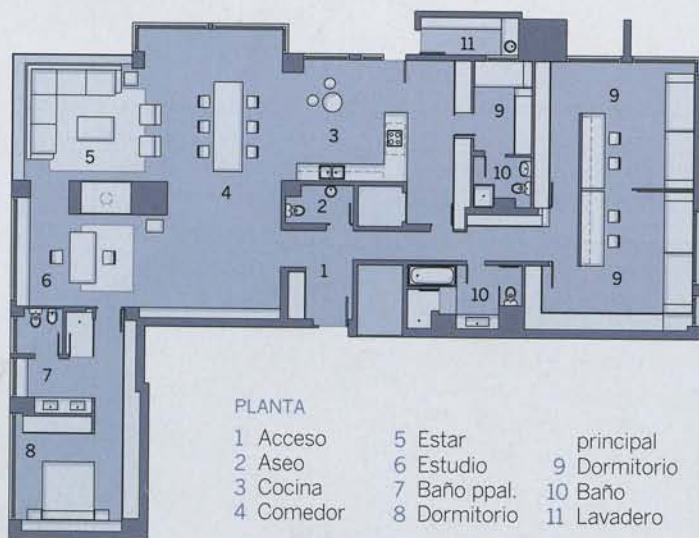 11
9
9
3
5
10
4
2
6
1
9
10
7
8
PLANTA
1 Acceso
2 Aseo
3 Cocina
4 Comedor
5 Estar
6 Estudio
7 Baño ppal.
8 Dormitorio
principal
9 Dormitorio
10 Baño
11 Lavadero